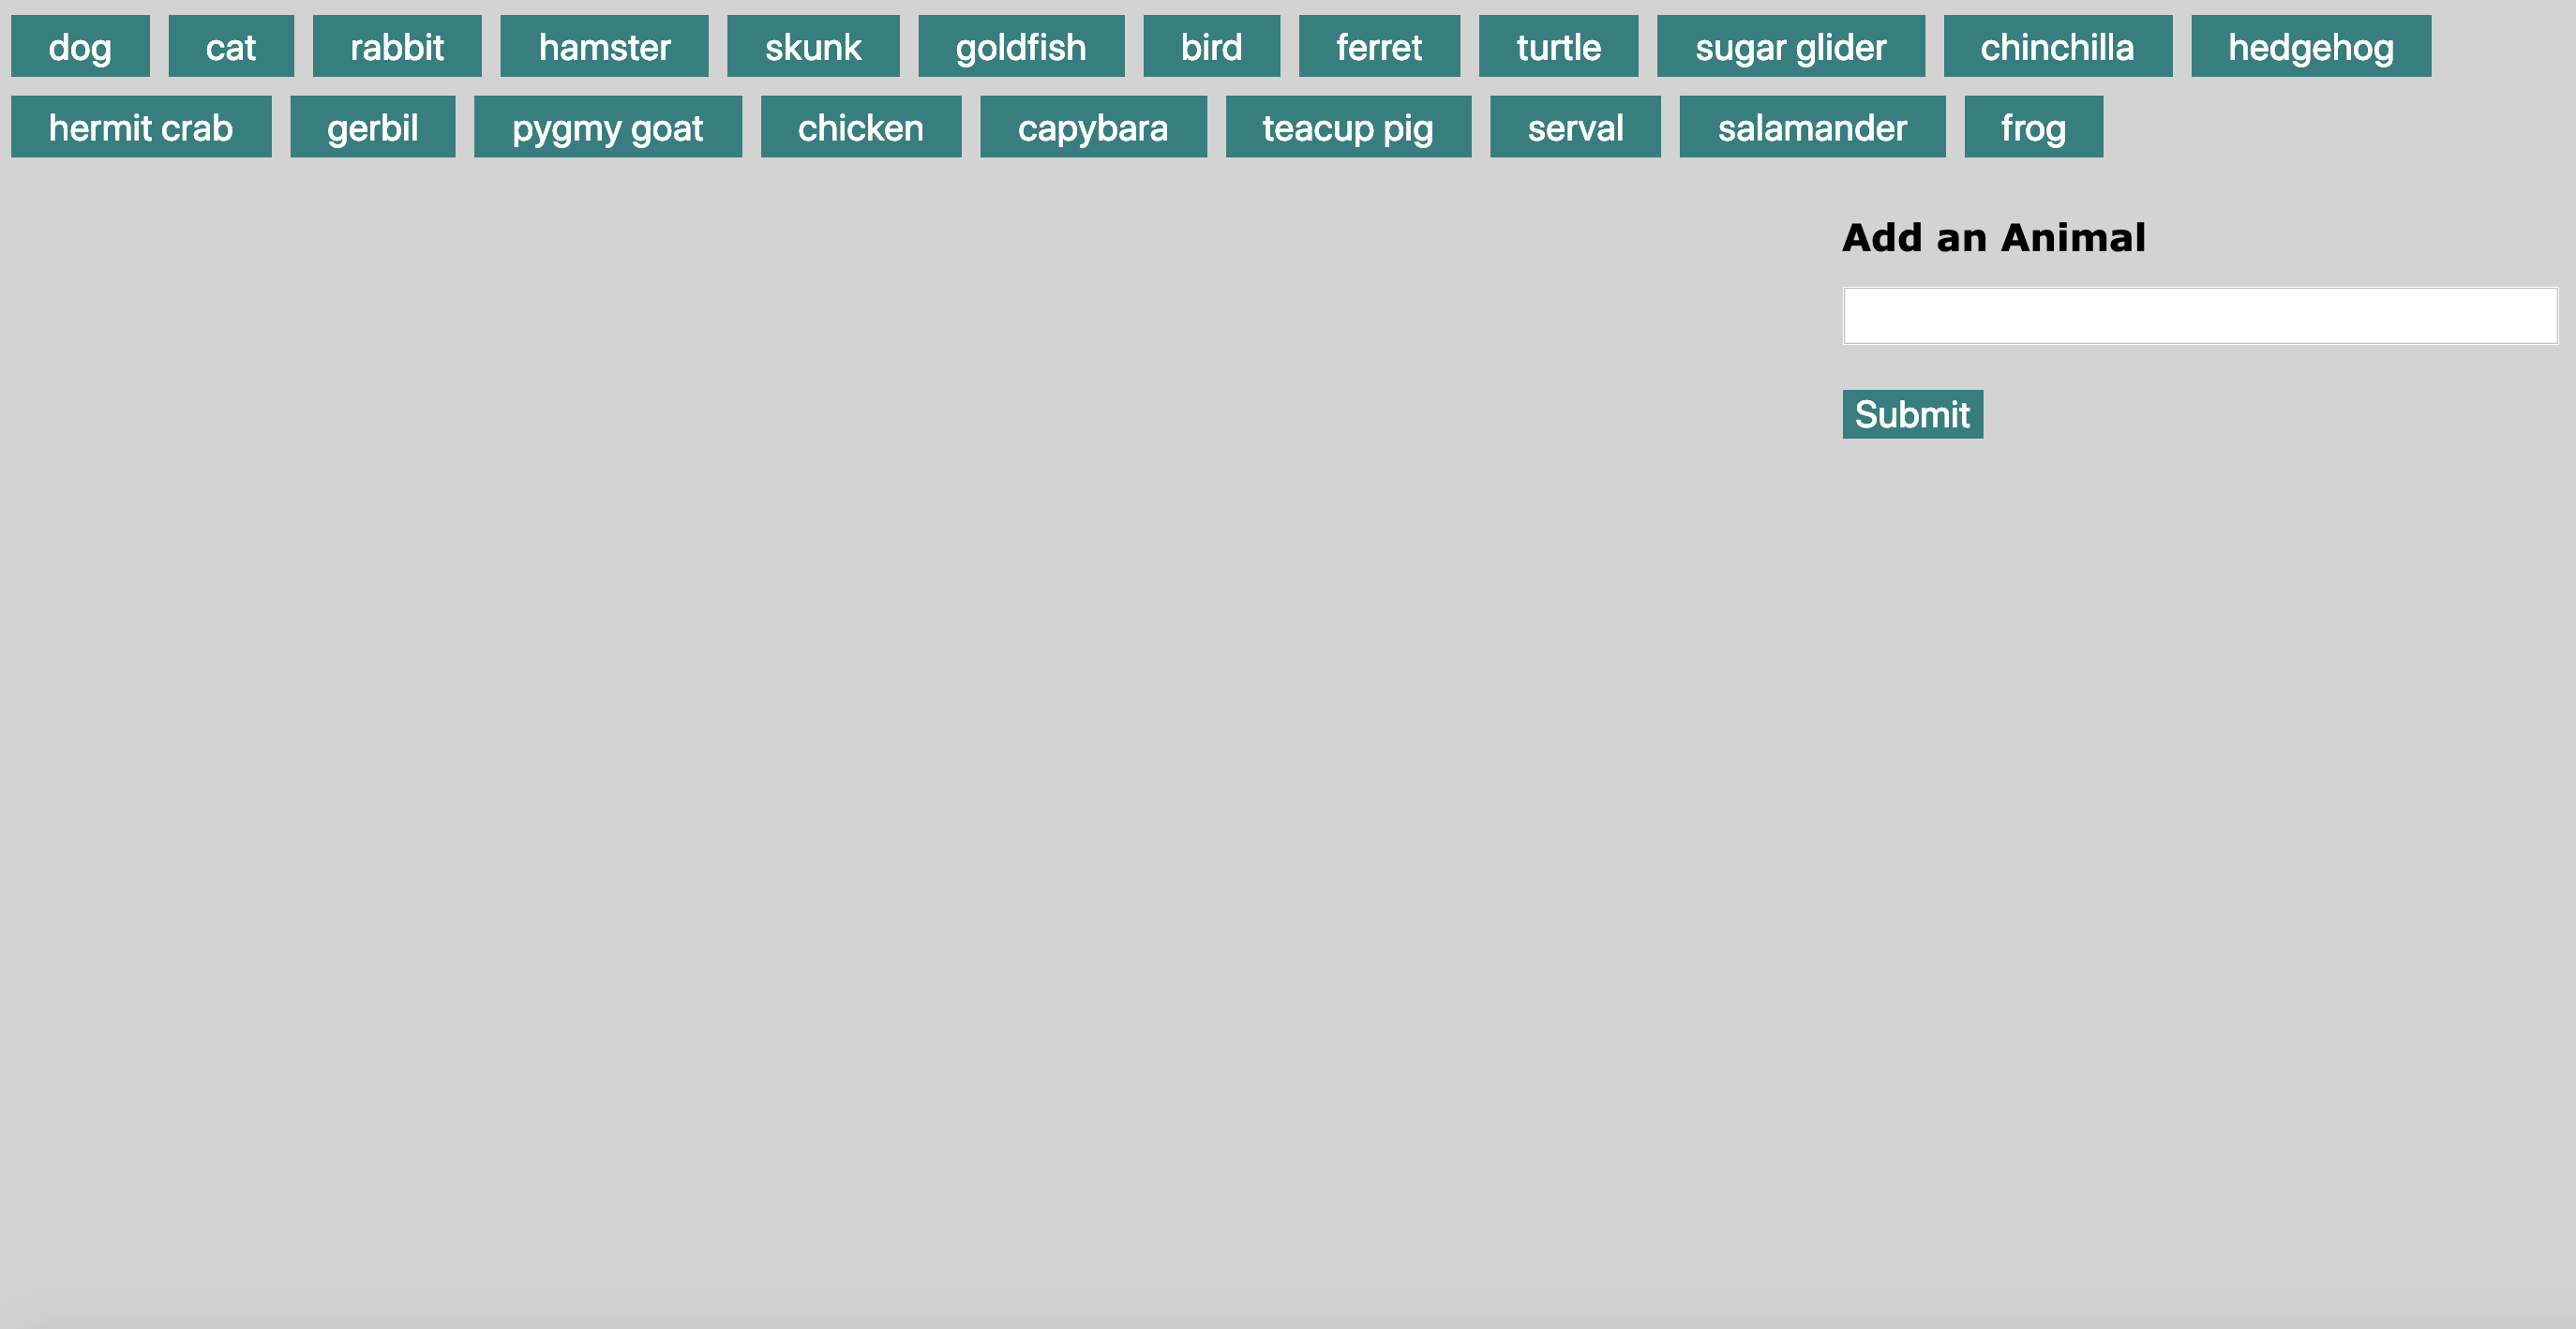 dog cat rabbit hamster skunk goldfish bird ferret turtle sugar glider chinchilla hedgehog
hermit crab gerbil pygmy goat chicken capybara teacup pig serval salamander frog
Add an Animal
Submit